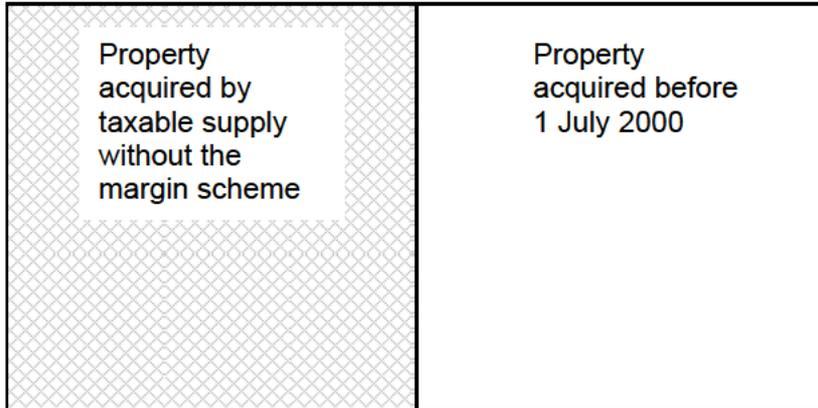 Property
acquired by
taxable supply
without the
margin scheme
Property
acquired before
1 July 2000